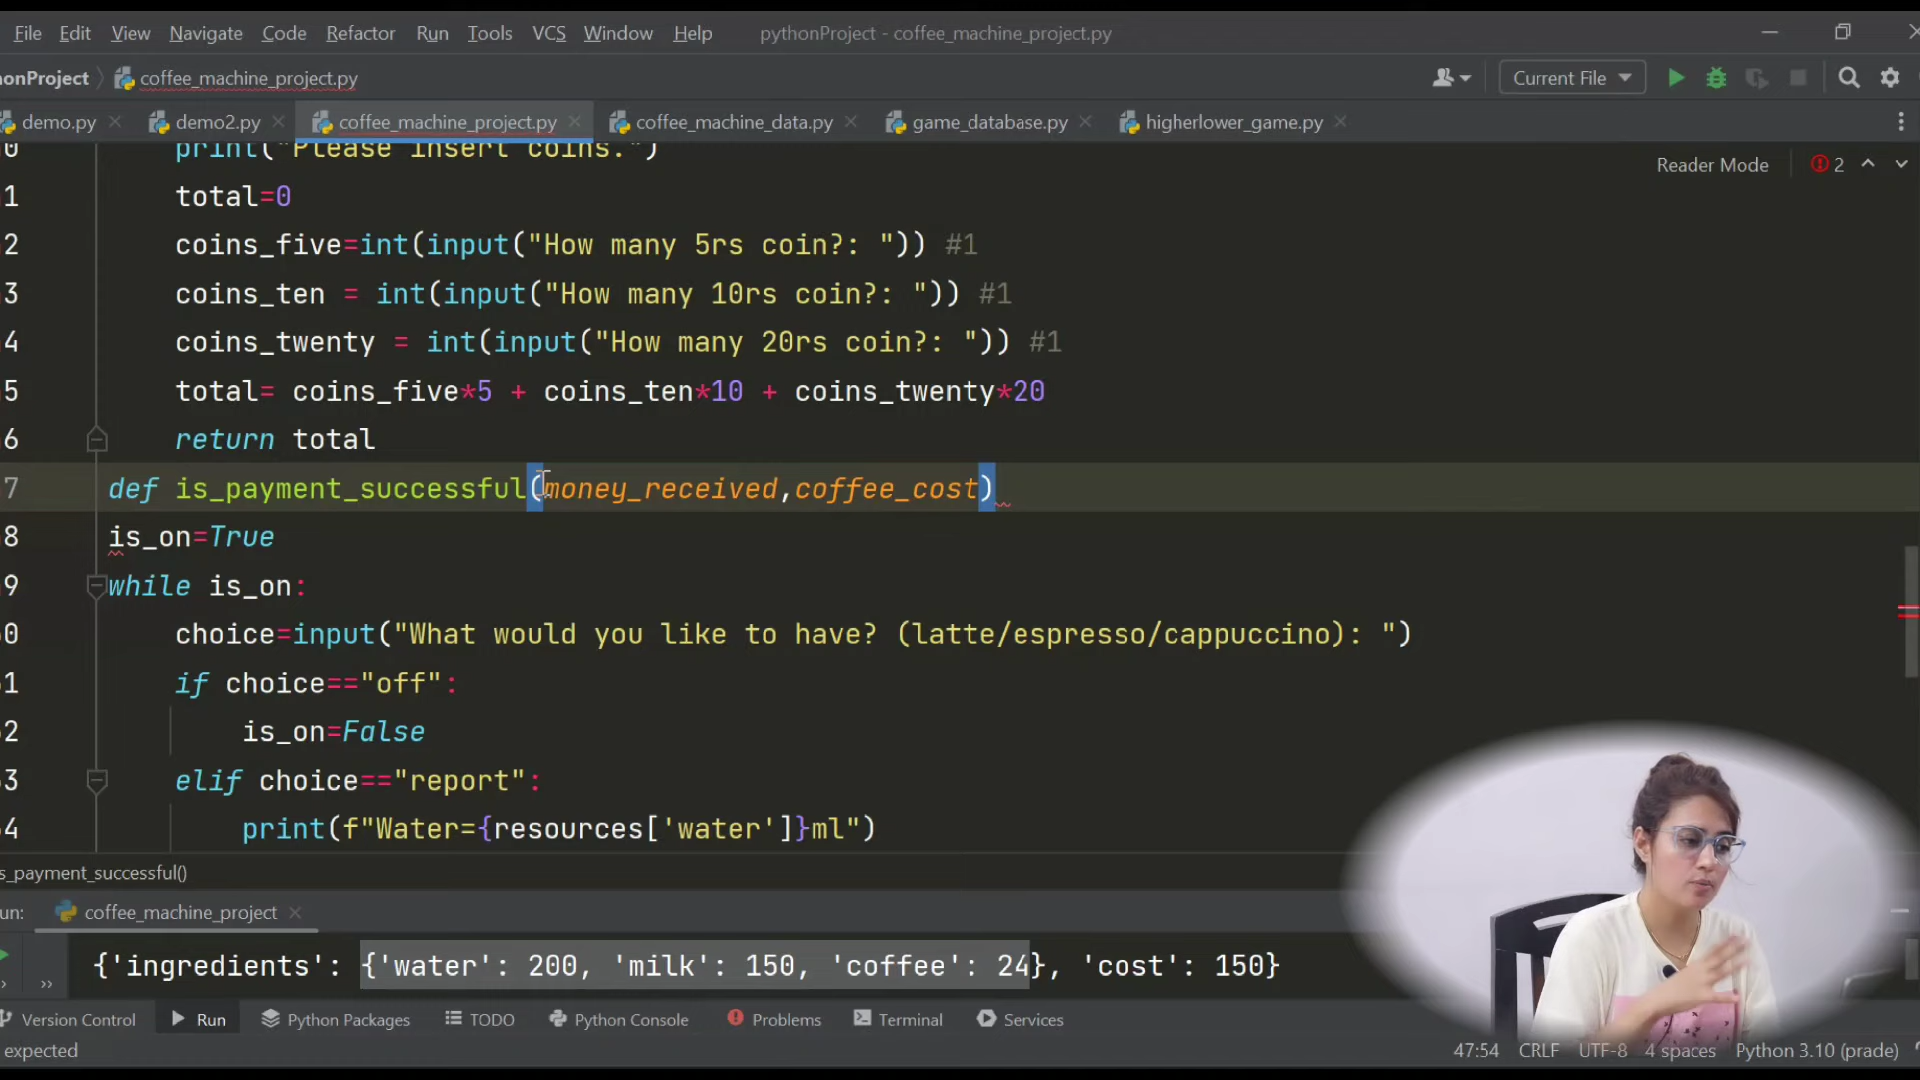 File Edit View Navigate Code Refactor Run Tools VCS Window Help pythonProject - coffee_machine_project.py
honProject coffee_machine_project.py Current File
demo.py demo2.py coffee_machine_project.py coffee_machine_data.py game_database.py higherlower_game.py
0 print("Please insert coins.")
Reader Mode 2
1 total=0
2 coins_five=int(input("How many 5rs coin?: ")) #1
3 coins_ten = int(input("How many 10rs coin?: ")) #1
4 coins_twenty = int(input("How many 20rs coin?: ")) #1
5 total= coins_five*5 + coins_ten*10 + coins_twenty*20
6 return total
7 def is_payment_successful(money_received,coffee_cost)
8 is_on=True
9 while is_on:
0 choice=input("What would you like to have? (latte/espresso/cappuccino): ")
1 if choice=="off":
2 is_on=False
3 elif choice=="report":
4 print(f"Water={resources['water']}ml")
s_payment_successful()
un: coffee_machine_project
{'ingredients': {'water': 200, 'milk': 150, 'coffee': 24}, 'cost': 150}
Version Control Run Python Packages TODO Python Console Problems Terminal Services
expected 47:54 CRLF UTF-8 4 spaces Python 3.10 (prade)